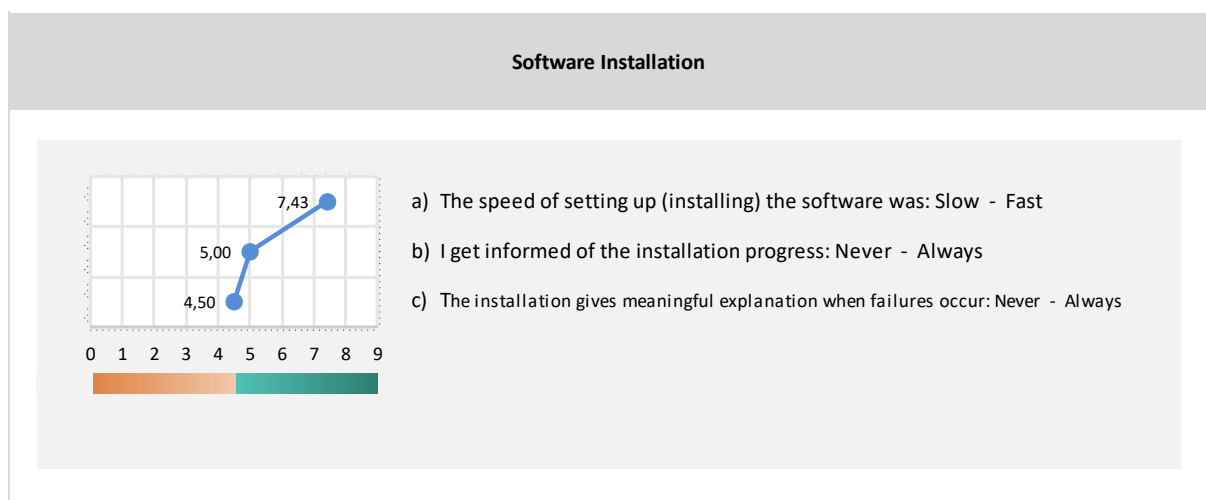 Software Installation
7,43
a) The speed of setting up (installing) the software was: Slow - Fast
5,00
b) I get informed of the installation progress: Never - Always
4,50
c) The installation gives meaningful explanation when failures occur: Never - Always
0 1 2 3 4 5 6 7 8 9